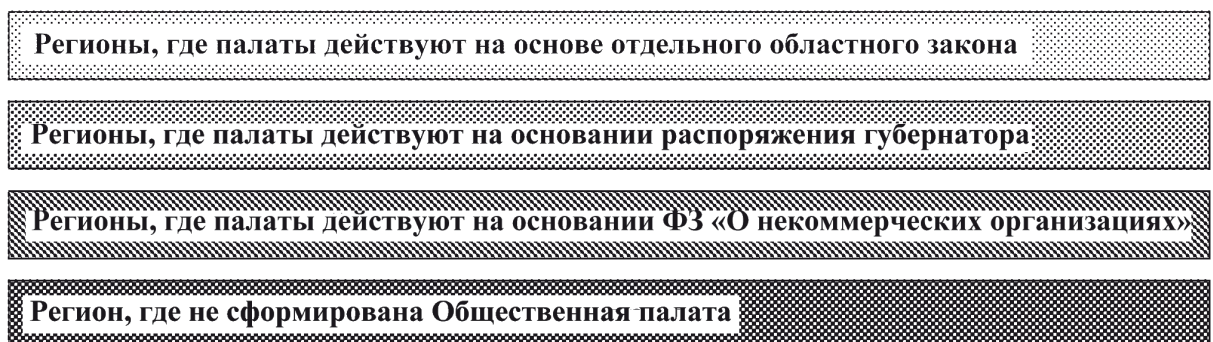 Регионы, где палаты действуют на основе отдельного областного закона
Регионы, где палаты действуют на основании распоряжения губернатора
Регионы, где палаты действуют на основании ФЗ «О некоммерческих организациях»
Регион, где не сформирована Общественная палата